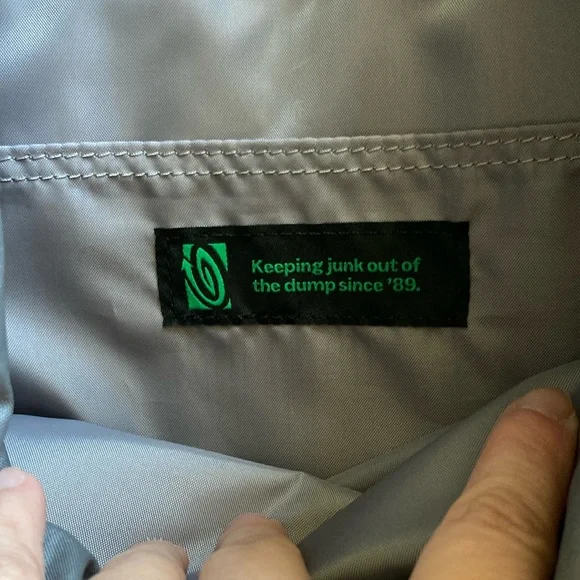 Keeping junk out of
the dump since '89.